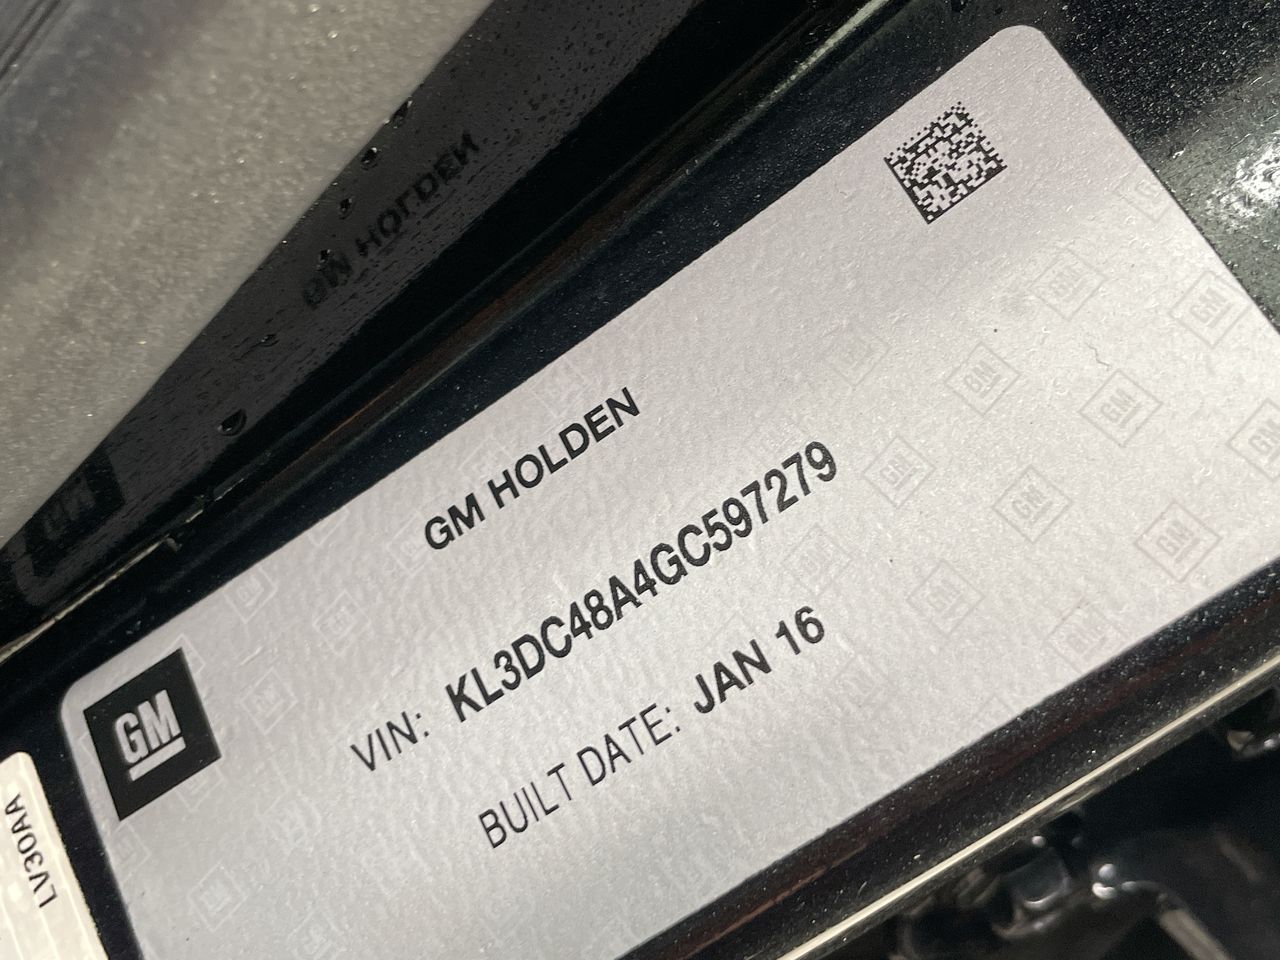 GM HOLDEN
VIN: KL3DC48A4GC597279
BUILT DATE: JAN 16
GM
LV30AA
GM HOLDEN